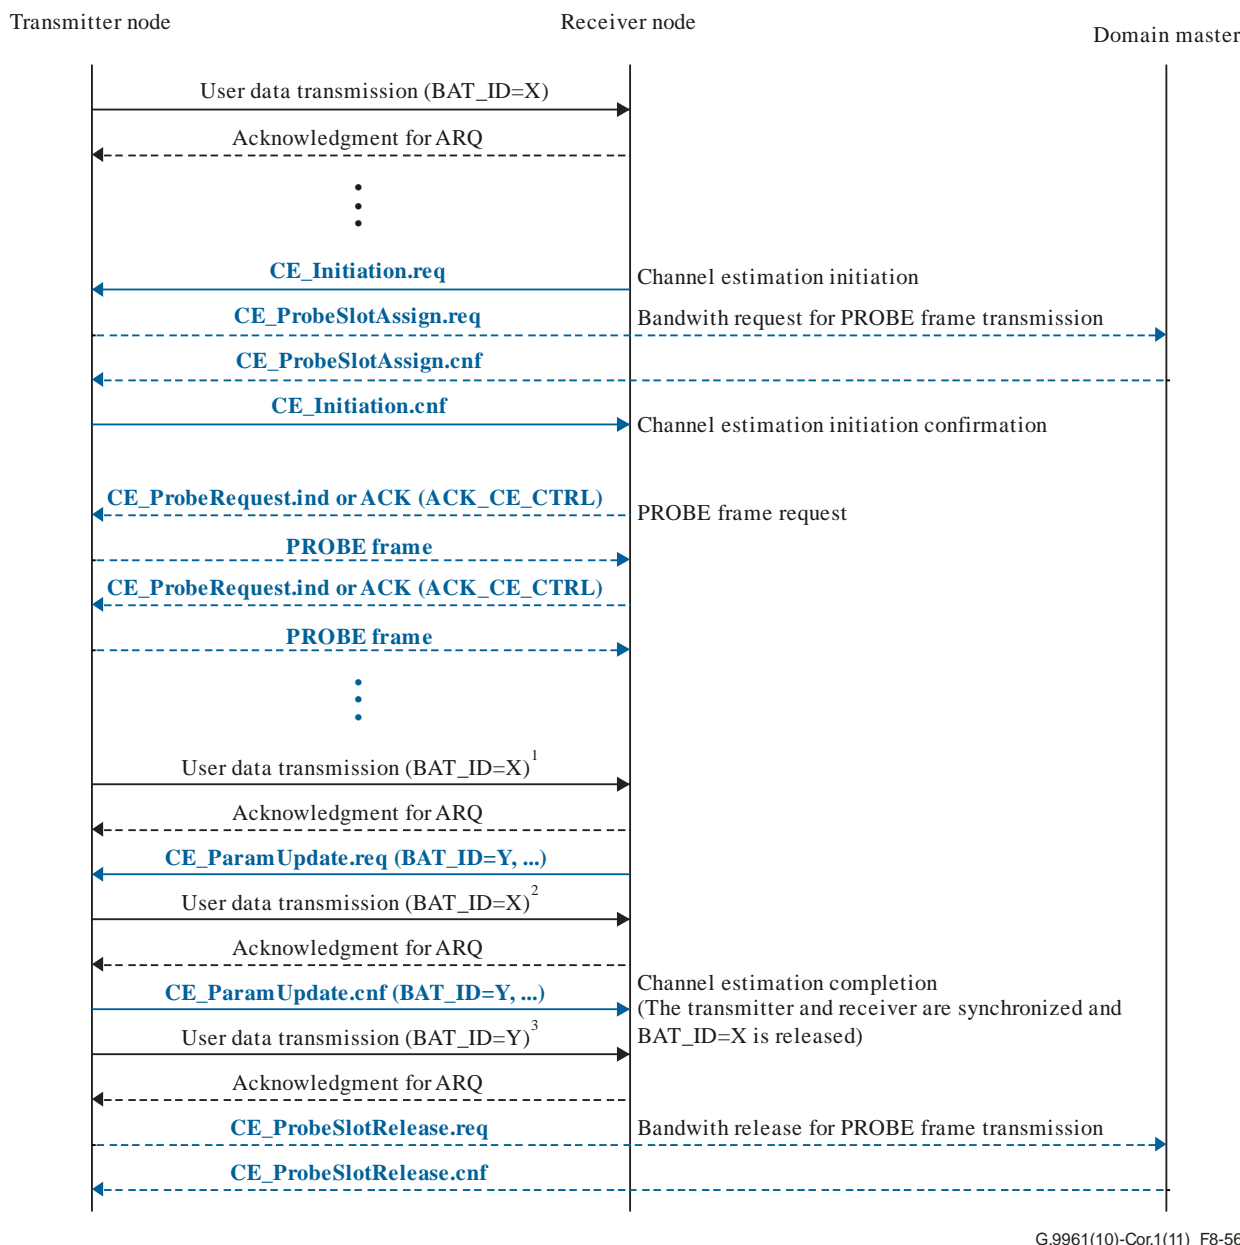 Transmitter node
Receiver node
Domain master
User data transmission (BAT_ID=X)
Acknowledgment for ARQ
CE_Initiation.req
Channel estimation initiation
CE_ProbeSlotAssign.req
Bandwith request for PROBE frame transmission
CE_ProbeSlotAssign.cnf
CE_Initiation.cnf
Channel estimation initiation confirmation
CE_ProbeRequest.ind or ACK (ACK_CE_CTRL)
PROBE frame request
PROBE frame
CE_ProbeRequest.ind or ACK (ACK_CE_CTRL)
PROBE frame
User data transmission (BAT_ID=X)1
Acknowledgment for ARQ
CE_ParamUpdate.req (BAT_ID=Y, ...)
User data transmission (BAT_ID=X)2
Acknowledgment for ARQ
CE_ParamUpdate.cnf (BAT_ID=Y, ...)
Channel estimation completion
(The transmitter and receiver are synchronized and
BAT_ID=X is released)
User data transmission (BAT_ID=Y)3
Acknowledgment for ARQ
CE_ProbeSlotRelease.req
Bandwith release for PROBE frame transmission
CE_ProbeSlotRelease.cnf
G.9961(10)-Cor.1(11)_F8-56